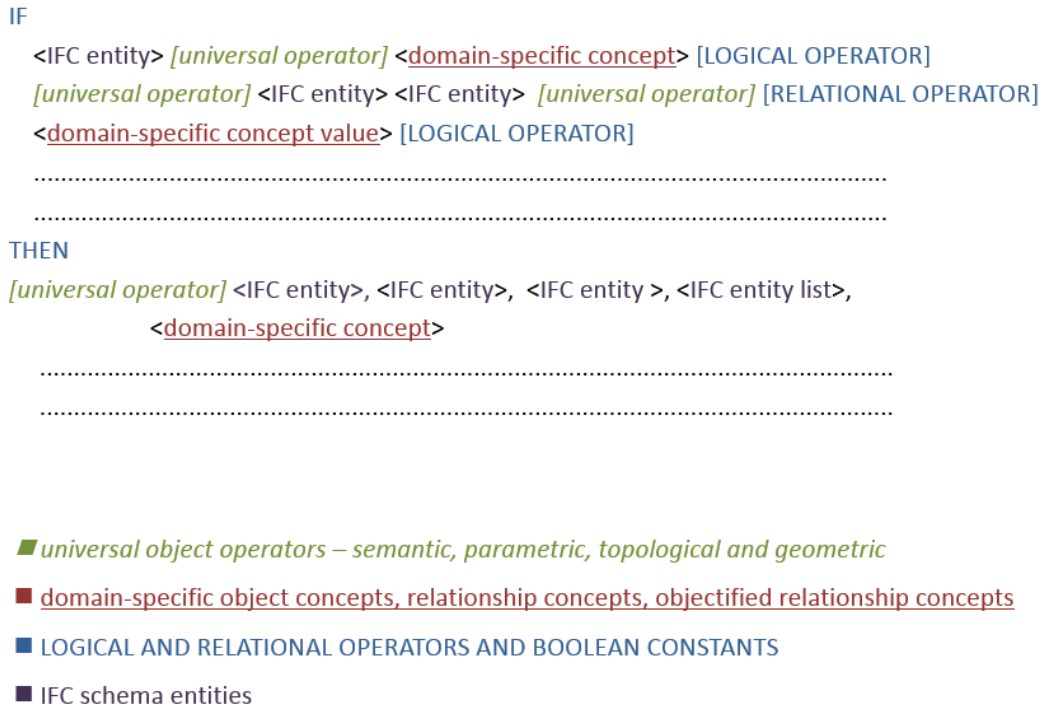 IF
<IFC entity> [universal operator] <domain-specific concept> [LOGICAL OPERATOR]
[universal operator] <IFC entity> <IFC entity> [universal operator] [RELATIONAL OPERATOR]
<domain-specific concept value> [LOGICAL OPERATOR]
................................................................................................................................
................................................................................................................................
THEN
[universal operator] <IFC entity>, <IFC entity>, <IFC entity >, <IFC entity list>,
<domain-specific concept>
................................................................................................................................
................................................................................................................................
universal object operators – semantic, parametric, topological and geometric
domain-specific object concepts, relationship concepts, objectified relationship concepts
LOGICAL AND RELATIONAL OPERATORS AND BOOLEAN CONSTANTS
IFC schema entities